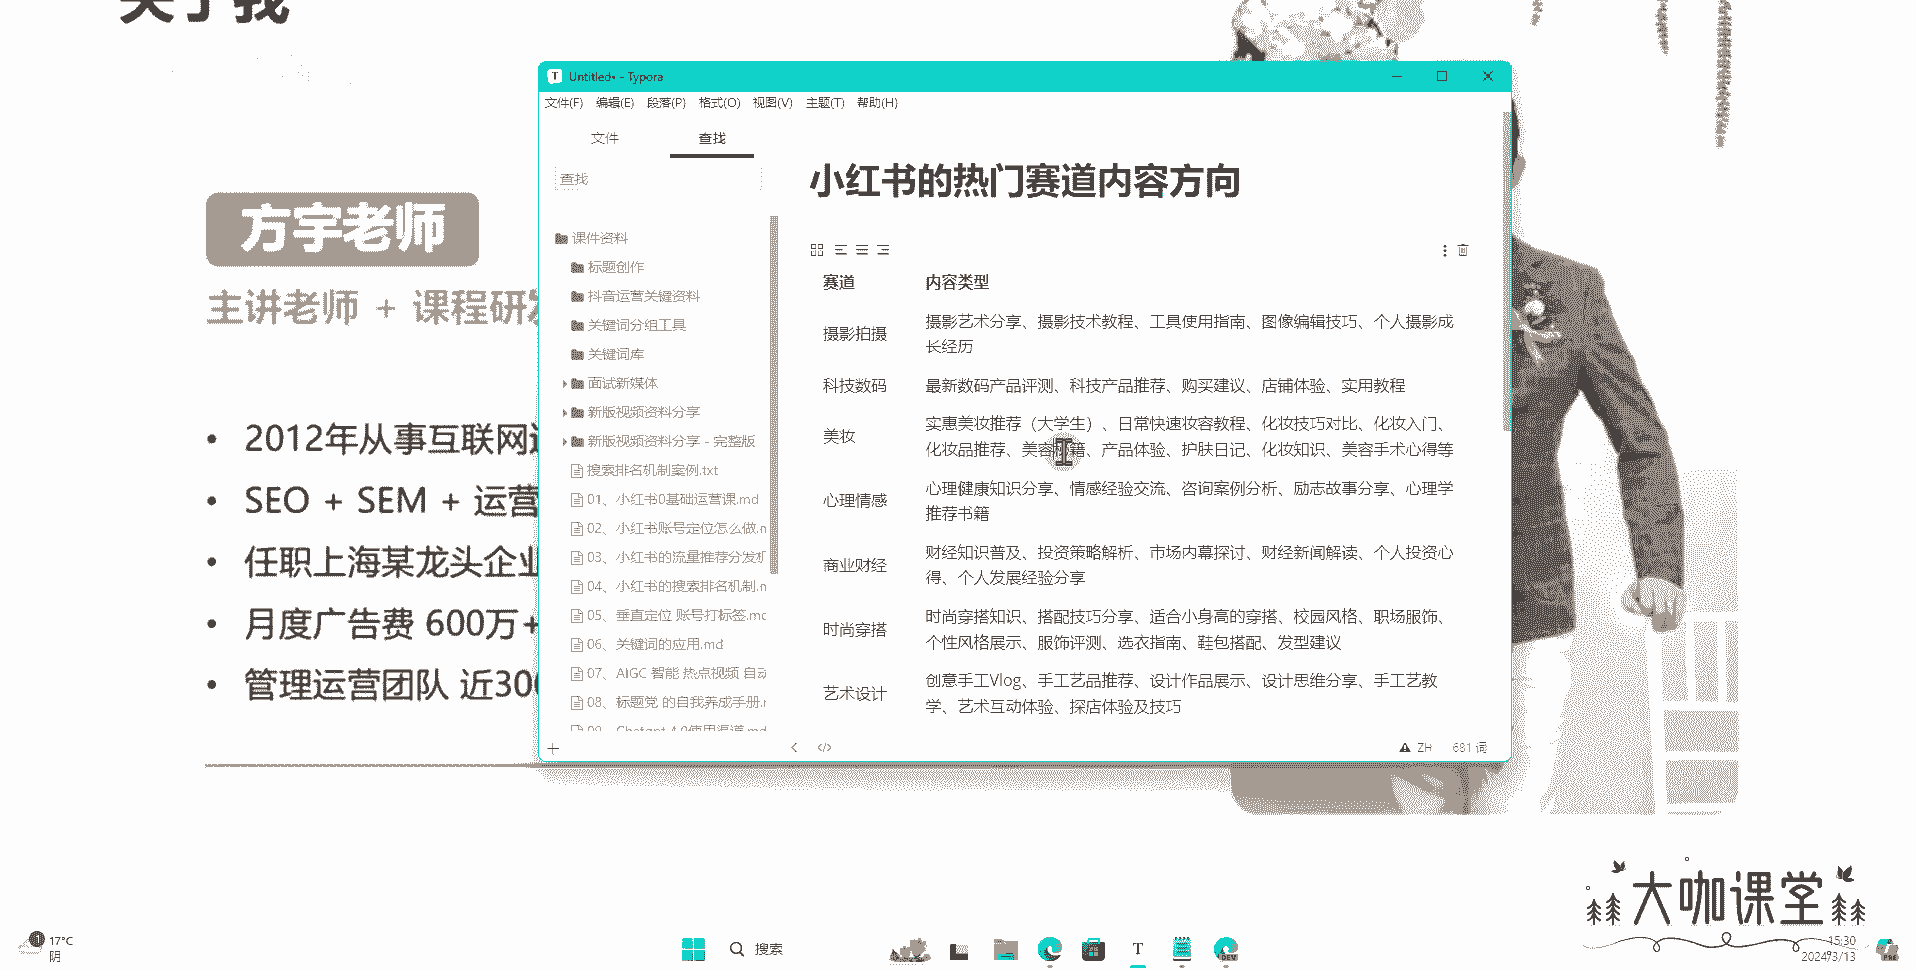 关于我
方宇老师
主讲老师 + 课程研发
• 2012年从事互联网
• SEO + SEM + 运营
• 任职上海某龙头企业
• 月度广告费 600万+
• 管理运营团队 近30
Untitled• - Typora
文件(F) 编辑(E) 段落(P) 格式(O) 视图(V) 主题(T) 帮助(H)
文件 查找
查找
课件资料
标题创作
抖音运营关键资料
关键词分组工具
关键词库
面试新媒体
新版视频资料分享
新版视频资料分享 - 完整版
搜索排名机制案例.txt
01、小红书0基础运营课.md
02、小红书账号定位怎么做.
03、小红书的流量推荐分发机
04、小红书的搜索排名机制.
05、垂直定位 账号打标签.mc
06、关键词的应用.md
07、AIGC 智能 热点视频 自动
08、标题党 的自我养成手册.
09、Chatgpt 4.0使用渠道.md
小红书的热门赛道内容方向
赛道 内容类型
摄影拍摄 摄影艺术分享、摄影技术教程、工具使用指南、图像编辑技巧、个人摄影成
长经历
科技数码 最新数码产品评测、科技产品推荐、购买建议、店铺体验、实用教程
美妆 实惠美妆推荐（大学生）、日常快速妆容教程、化妆技巧对比、化妆入门、
化妆品推荐、美容 籍、产品体验、护肤日记、化妆知识、美容手术心得等
心理情感 心理健康知识分享、情感经验交流、咨询案例分析、励志故事分享、心理学
推荐书籍
商业财经 财经知识普及、投资策略解析、市场内幕探讨、财经新闻解读、个人投资心
得、个人发展经验分享
时尚穿搭 时尚穿搭知识、搭配技巧分享、适合小身高的穿搭、校园风格、职场服饰、
个性风格展示、服饰评测、选衣指南、鞋包搭配、发型建议
艺术设计 创意手工Vlog、手工艺品推荐、设计作品展示、设计思维分享、手工艺教
学、艺术互动体验、探店体验及技巧
ZH 681 词
大咖课堂
1 17°C
阴
搜索
T
DEV
15:30
2024/3/13
PRE